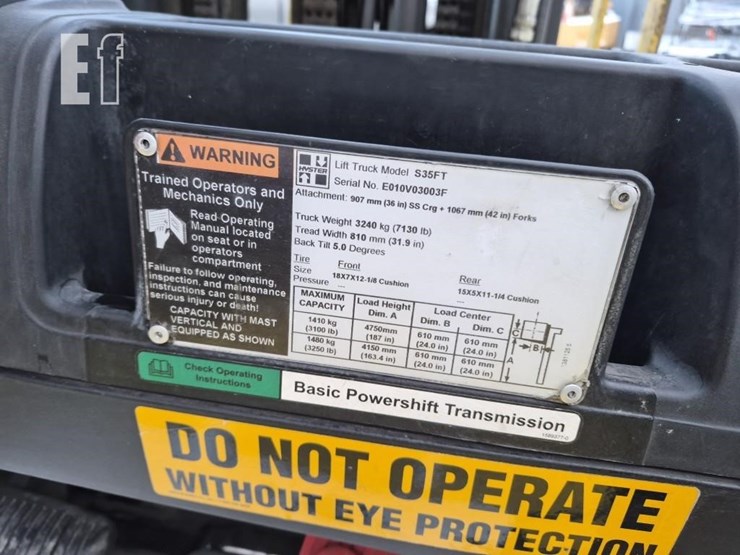 Ef
WARNING
Trained Operators and
Mechanics Only
Read Operating
Manual located
on seat or in
operators
compartment
Failure to follow operating,
inspection, and maintenance
instructions can cause
serious injury or death!
CAPACITY WITH MAST
VERTICAL AND
EQUIPPED AS SHOWN
HYSTER
Lift Truck Model S35FT
Serial No. E010V03003F
Attachment: 907 mm (36 in) SS Crg + 1067 mm (42 in) Forks
Truck Weight 3240 kg (7130 lb)
Tread Width 810 mm (31.9 in)
Back Tilt 5.0 Degrees
Tire Size Front Rear
18X7X12-1/8 Cushion 15X5X11-1/4 Cushion
Pressure --- ---
MAXIMUM CAPACITY Load Height Dim. A Load Center Dim. B Dim. C
1410 kg (3100 lb) 4750mm (187 in) 610 mm (24.0 in) 610 mm (24.0 in)
1480 kg (3250 lb) 4150 mm (163.4 in) 610 mm (24.0 in) 610 mm (24.0 in)
C
B
A
Check Operating
Instructions
Basic Powershift Transmission
DO NOT OPERATE
WITHOUT EYE PROTECTION